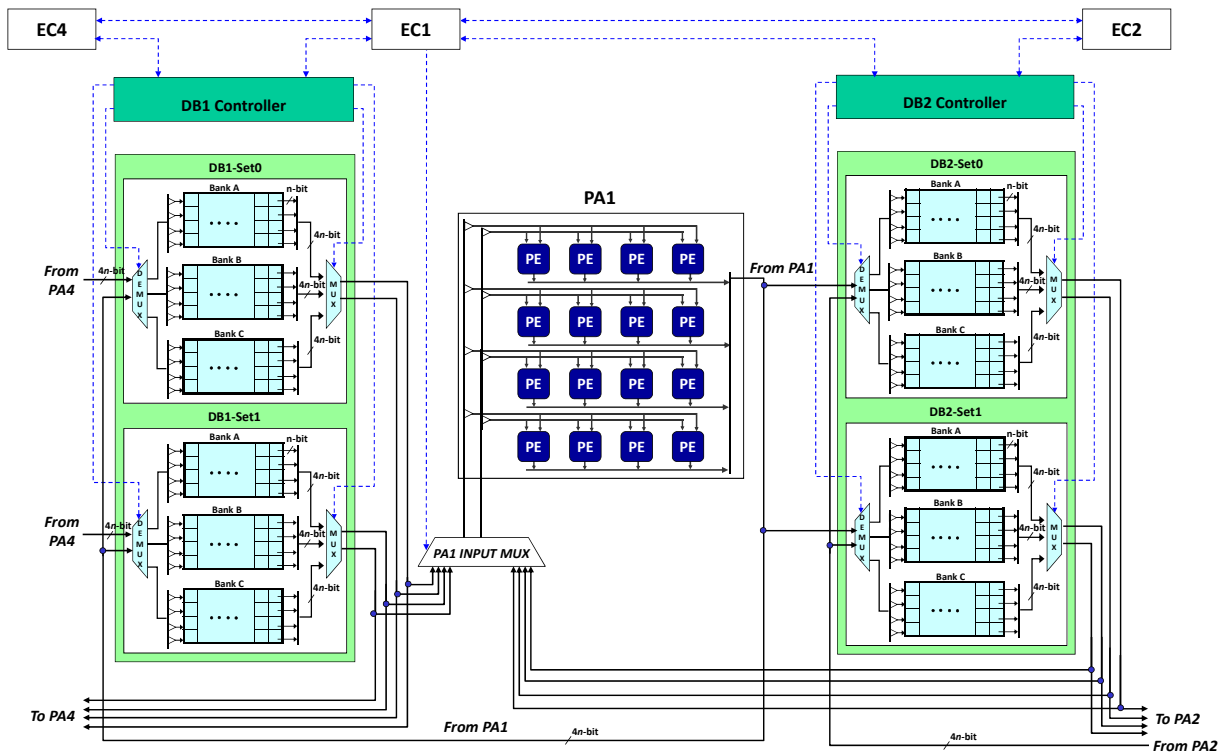 EC4
EC1
EC2
DB1 Controller
DB2 Controller
DB1-Set0
Bank A
n-bit
4n-bit
Bank B
4n-bit
Bank C
4n-bit
DEMUX
MUX
From
PA4
4n-bit
DB1-Set1
Bank A
n-bit
4n-bit
Bank B
4n-bit
Bank C
4n-bit
DEMUX
MUX
From
PA4
4n-bit
To PA4
PA1
PE PE PE PE
PE PE PE PE
PE PE PE PE
PE PE PE PE
From PA1
PA1 INPUT MUX
From PA1
4n-bit
DB2-Set0
Bank A
n-bit
4n-bit
Bank B
4n-bit
Bank C
4n-bit
DEMUX
MUX
DB2-Set1
Bank A
n-bit
4n-bit
Bank B
4n-bit
Bank C
4n-bit
DEMUX
MUX
To PA2
From PA2
4n-bit